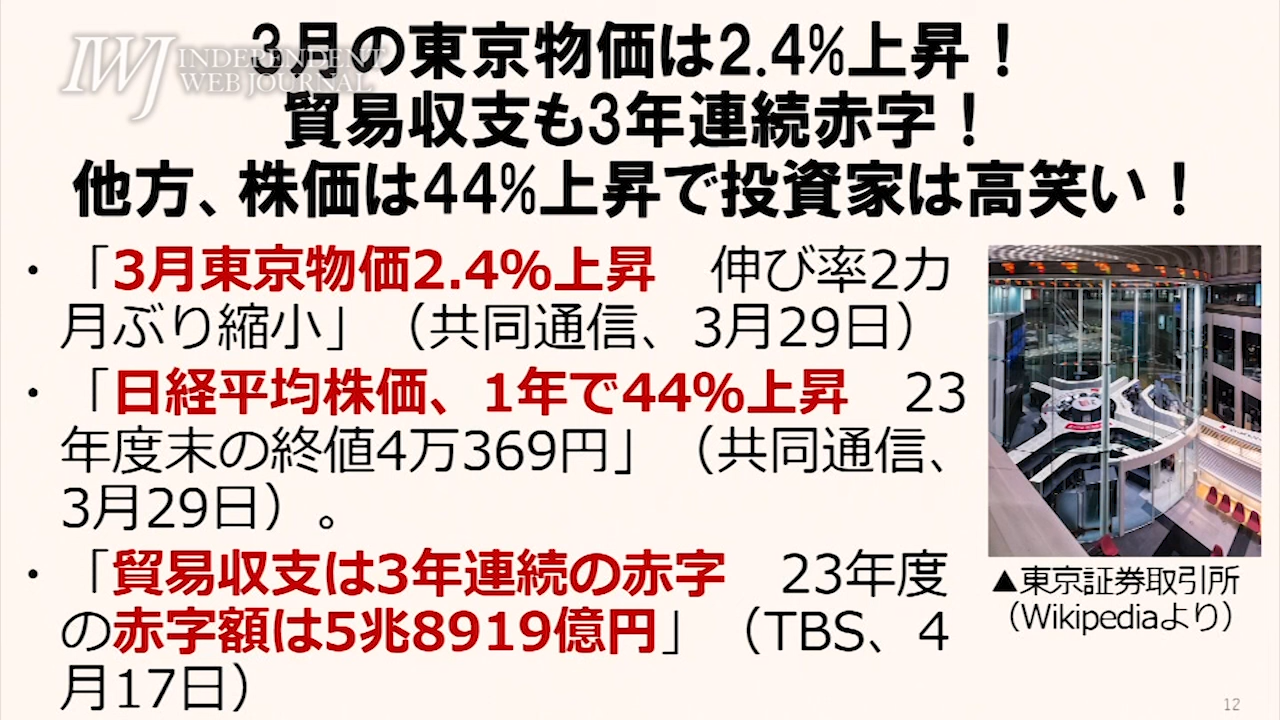 IWJ INDEPENDENT
WEB JOURNAL
3月の東京物価は2.4%上昇！
貿易収支も3年連続赤字！
他方、株価は44%上昇で投資家は高笑い！
・「3月東京物価2.4%上昇　伸び率2カ
月ぶり縮小」（共同通信、3月29日）
・「日経平均株価、1年で44%上昇　23
年度末の終値4万369円」（共同通信、
3月29日）。
・「貿易収支は3年連続の赤字　23年度
の赤字額は5兆8919億円」（TBS、4
月17日）
▲東京証券取引所
（Wikipediaより）
12